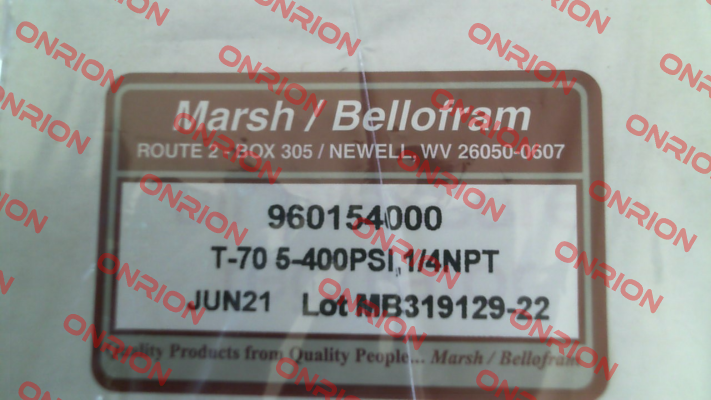 Marsh / Bellofram
ROUTE 2 - BOX 305 / NEWELL, WV 26050-0607
960154000
T-70 5-400PSI,1/4NPT
JUN21 Lot MB319129-22
Quality Products from Quality People... Marsh / Bellofram
ONRION